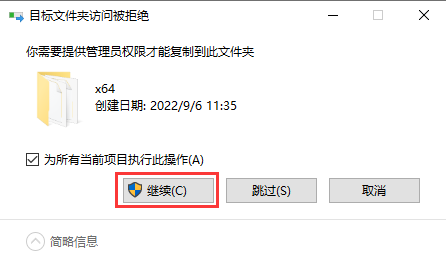 目标文件夹访问被拒绝
你需要提供管理员权限才能复制到此文件夹
x64
创建日期: 2022/9/6 11:35
为所有当前项目执行此操作(A)
继续(C) 跳过(S) 取消
简略信息